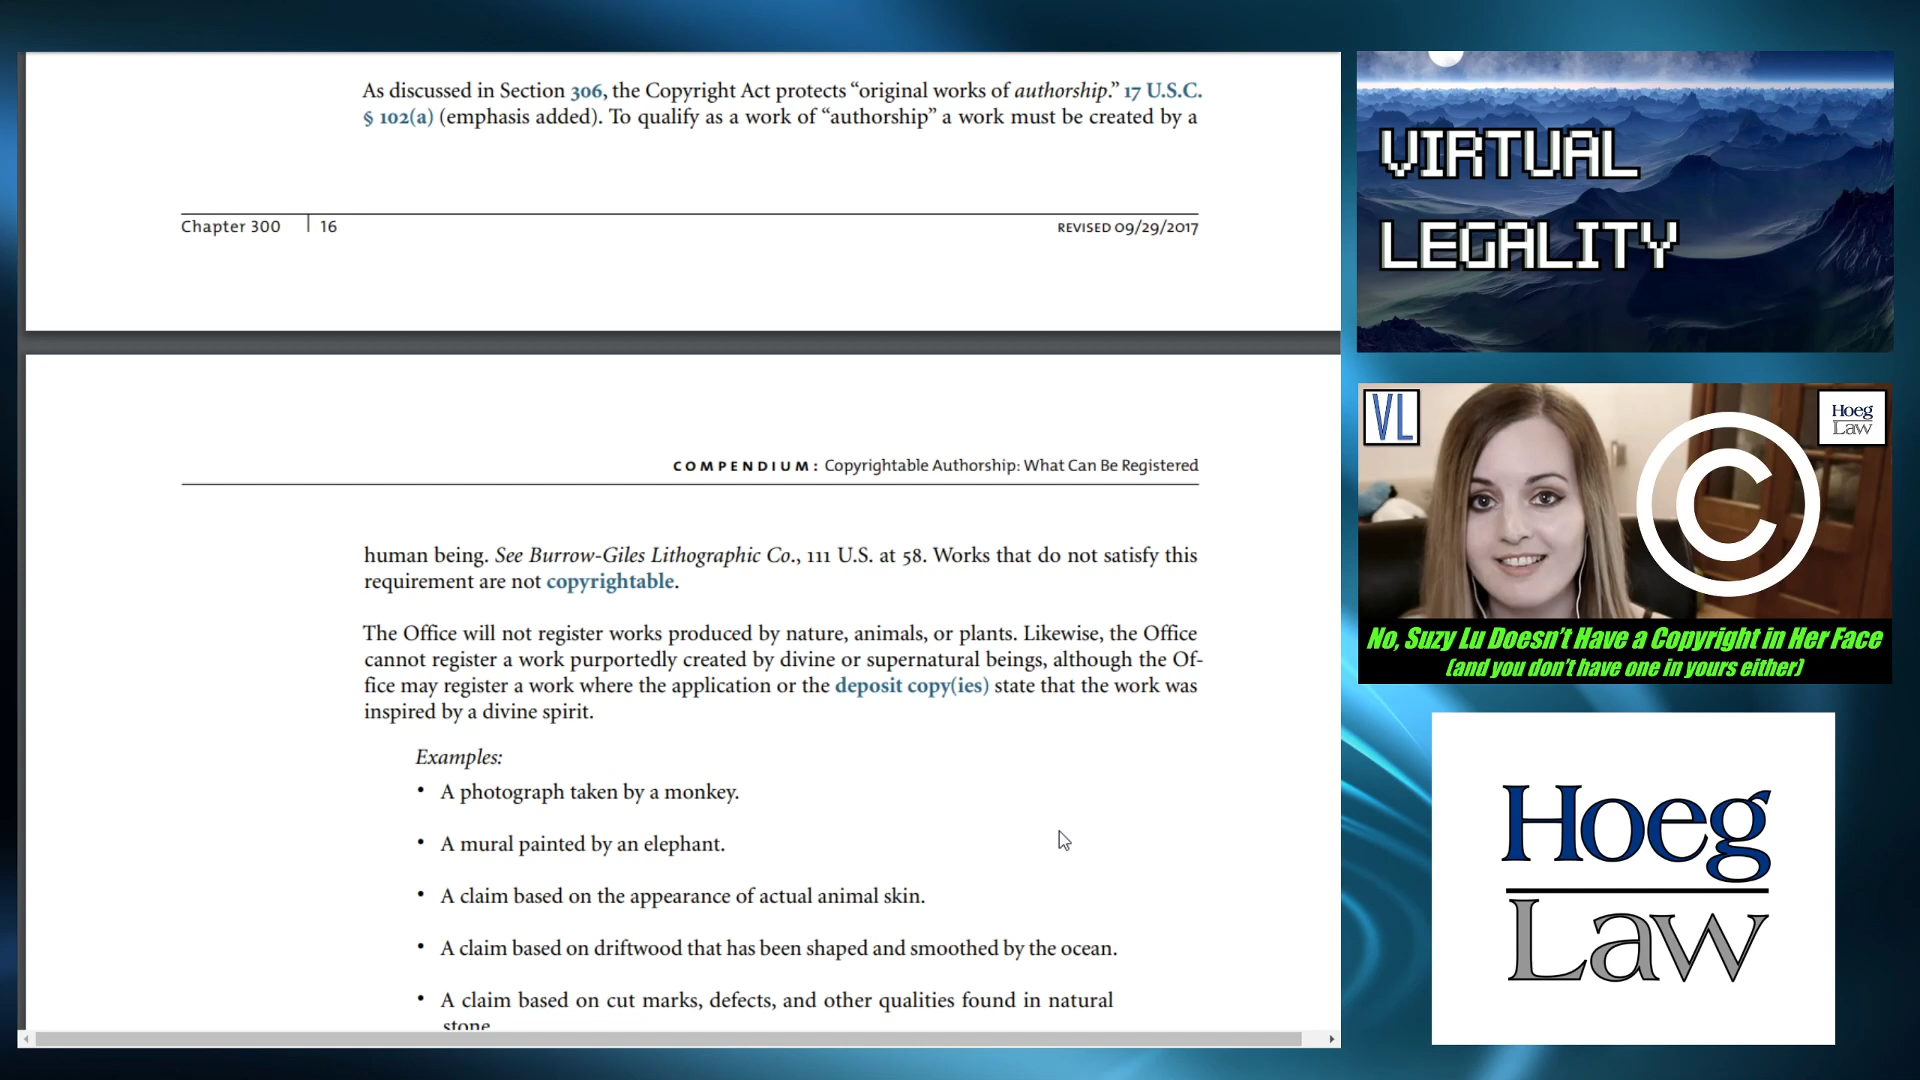 As discussed in Section 306, the Copyright Act protects “original works of authorship.” 17 U.S.C.
§ 102(a) (emphasis added). To qualify as a work of “authorship” a work must be created by a
Chapter 300 | 16
REVISED 09/29/2017
COMPENDIUM: Copyrightable Authorship: What Can Be Registered
human being. See Burrow-Giles Lithographic Co., 111 U.S. at 58. Works that do not satisfy this
requirement are not copyrightable.
The Office will not register works produced by nature, animals, or plants. Likewise, the Office
cannot register a work purportedly created by divine or supernatural beings, although the Of-
fice may register a work where the application or the deposit copy(ies) state that the work was
inspired by a divine spirit.
Examples:
• A photograph taken by a monkey.
• A mural painted by an elephant.
• A claim based on the appearance of actual animal skin.
• A claim based on driftwood that has been shaped and smoothed by the ocean.
• A claim based on cut marks, defects, and other qualities found in natural
stone
VIRTUAL
LEGALITY
VL
Hoeg
Law
©
No, Suzy Lu Doesn't Have a Copyright in Her Face
(and you don't have one in yours either)
Hoeg
Law